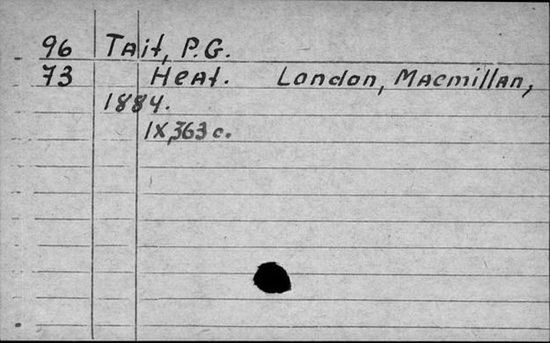 96 Tait, P.G.
73 Heat. London, Macmillan,
1884.
IX,363 c.